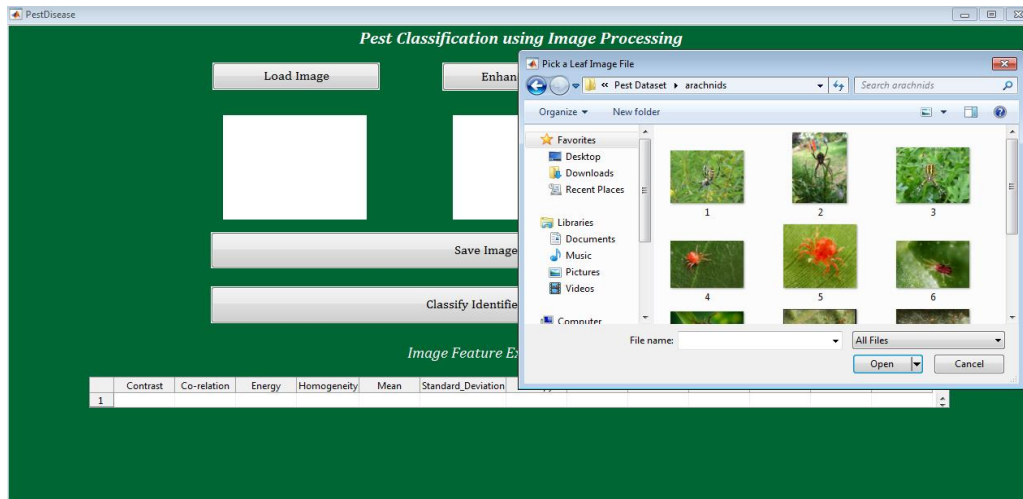 PestDisease
Pest Classification using Image Processing
Load Image
Enhan
Save Image
Classify Identifie
Image Feature Ex
Contrast Co-relation Energy Homogeneity Mean Standard_Deviation
1
Pick a Leaf Image File
« Pest Dataset arachnids
Search arachnids
Organize New folder
Favorites
Desktop
Downloads
Recent Places
Libraries
Documents
Music
Pictures
Videos
Computer
1 2 3
4 5 6
File name:
All Files
Open Cancel